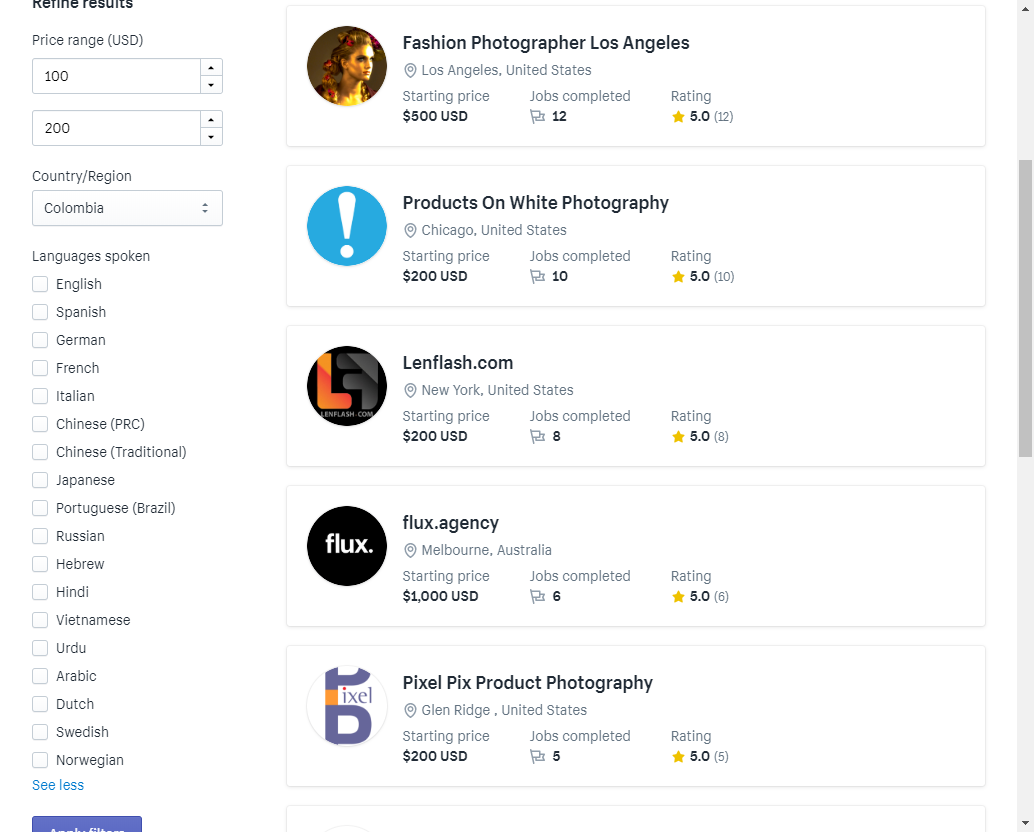 Refine results
Price range (USD)
100
200
Country/Region
Colombia
Languages spoken
English
Spanish
German
French
Italian
Chinese (PRC)
Chinese (Traditional)
Japanese
Portuguese (Brazil)
Russian
Hebrew
Hindi
Vietnamese
Urdu
Arabic
Dutch
Swedish
Norwegian
See less
Apply filters
Fashion Photographer Los Angeles
Los Angeles, United States
Starting price Jobs completed Rating
$500 USD 12 5.0 (12)
Products On White Photography
Chicago, United States
Starting price Jobs completed Rating
$200 USD 10 5.0 (10)
LENFLASH-COM
Lenflash.com
New York, United States
Starting price Jobs completed Rating
$200 USD 8 5.0 (8)
flux.
flux.agency
Melbourne, Australia
Starting price Jobs completed Rating
$1,000 USD 6 5.0 (6)
ixel
Pixel Pix Product Photography
Glen Ridge , United States
Starting price Jobs completed Rating
$200 USD 5 5.0 (5)